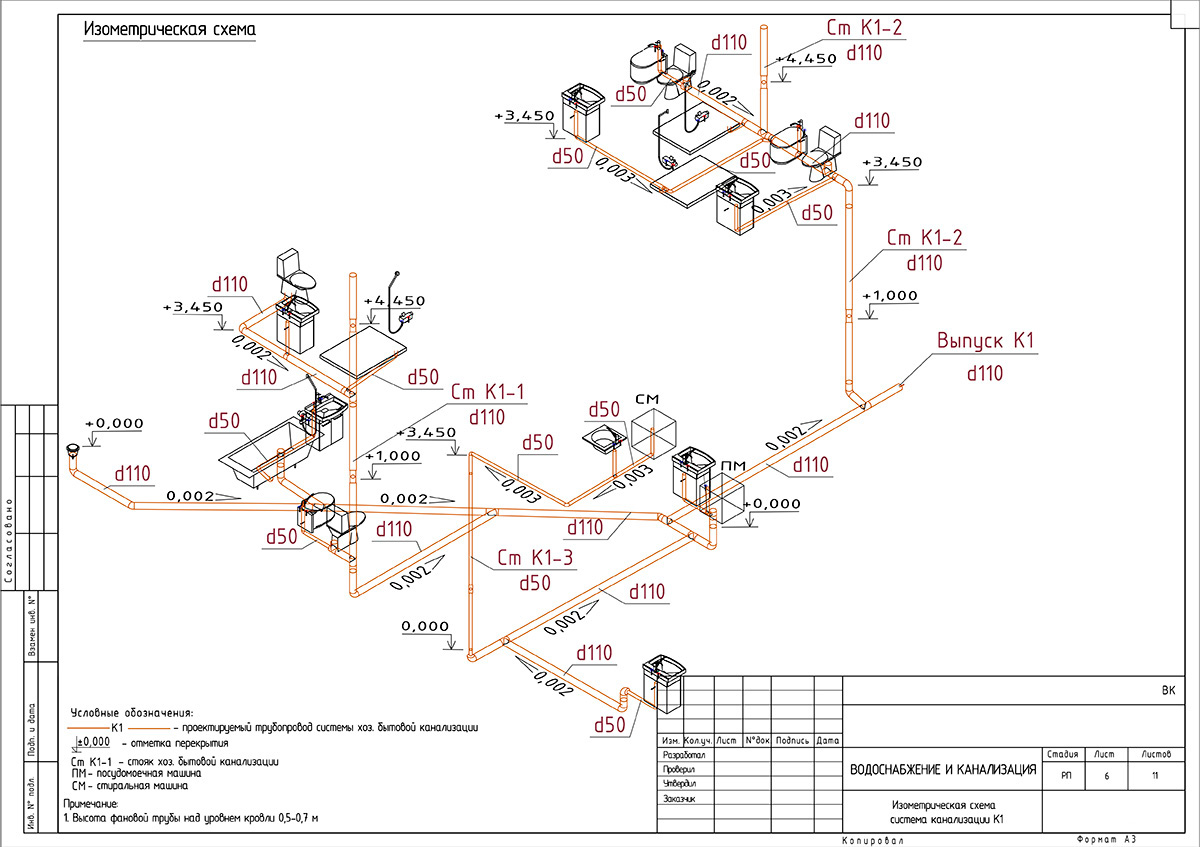 Изометрическая схема
d110
Ст К1-2
d110
+4,450
d50
0,002
+3,450
d110
d50
0,003
d50
+3,450
0,003
d50
Ст К1-2
d110
+1,000
Выпуск К1
d110
d110
+3,450
+4,450
0,002
d110
d50
Ст К1-1
d110
d50
СМ
d50
+0,000
d50
+3,450
+1,000
0,002
d110
0,003
0,003
ПМ
d110
0,002
0,002
+0,000
d50
d110
d110
Ст К1-3
d50
0,002
d110
0,000
0,002
d110
0,002
d50
Условные обозначения:
К1 - проектируемый трубопровод системы хоз. бытовой канализации
±0,000 - отметка перекрытия
Ст К1-1 - стояк хоз. бытовой канализации
ПМ- посудомоечная машина
СМ - стиральная машина
Примечание:
1. Высота фановой трубы над уровнем кровли 0,5-0,7 м
Согласовано
Взамен инв. N°
Подп. и дата
Инв. N° подл.
ВК
Изм. Кол.уч. Лист N°док Подпись Дата
Разработал
Проверил
Утвердил
Заказчик
ВОДОСНАБЖЕНИЕ И КАНАЛИЗАЦИЯ
Стадия Лист Листов
РП 6 11
Изометрическая схема
система канализации К1
Копировал
Формат А3